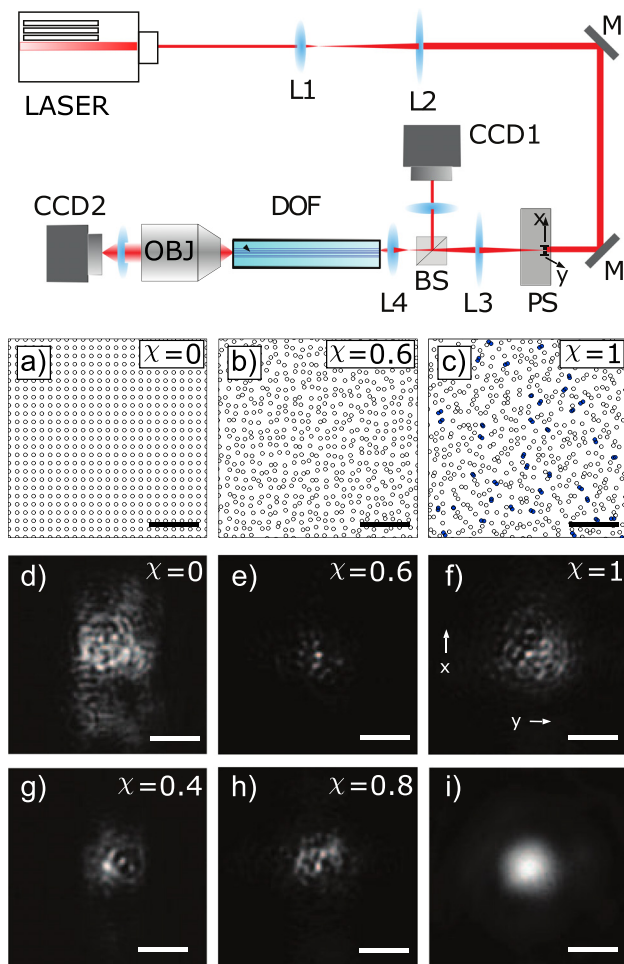 LASER
L1
L2
M
CCD1
CCD2
OBJ
DOF
L4
BS
L3
x
y
PS
M
a)
χ=0
b)
χ=0.6
c)
χ=1
d)
χ=0
e)
χ=0.6
f)
χ=1
x
y
g)
χ=0.4
h)
χ=0.8
i)